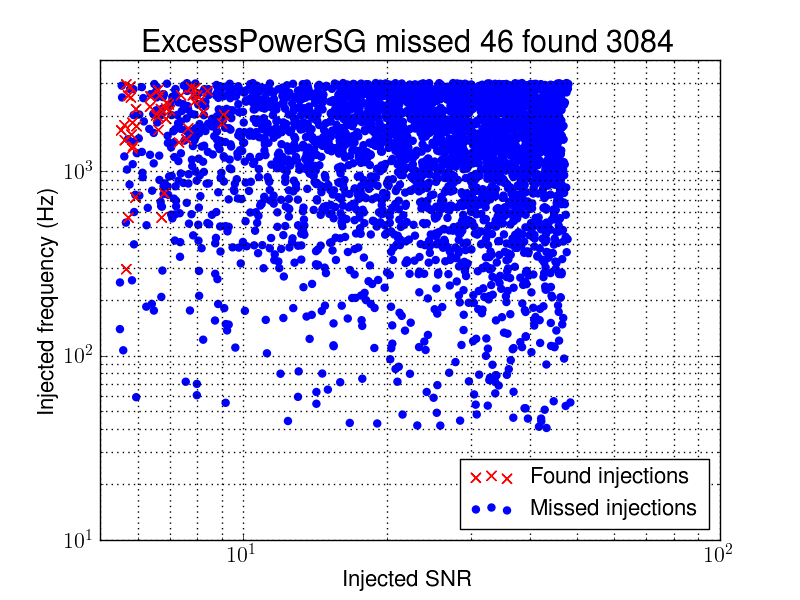 ExcessPowerSG missed 46 found 3084
Injected frequency (Hz)
10^3
10^2
10^1
10^1
10^2
Injected SNR
Found injections
Missed injections